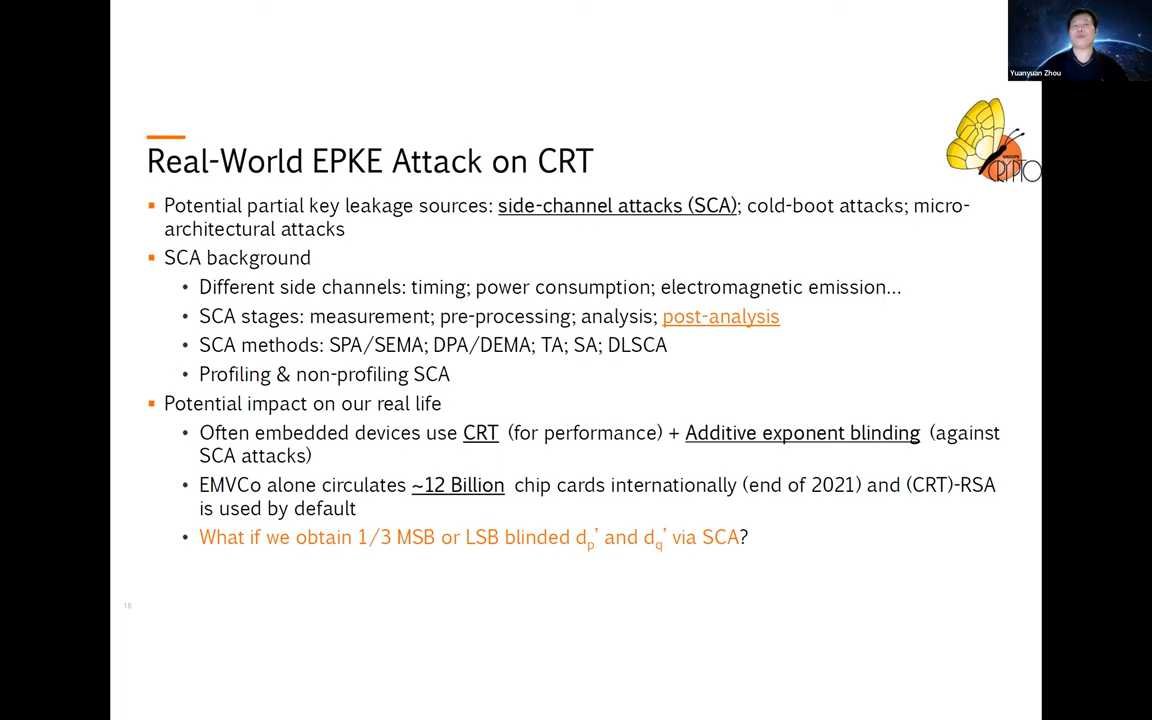 Yuanyuan Zhou
GROUPE
CRYPTO
Real-World EPKE Attack on CRT
▪ Potential partial key leakage sources: side-channel attacks (SCA); cold-boot attacks; micro-
architectural attacks
▪ SCA background
• Different side channels: timing; power consumption; electromagnetic emission...
• SCA stages: measurement; pre-processing; analysis; post-analysis
• SCA methods: SPA/SEMA; DPA/DEMA; TA; SA; DLSCA
• Profiling & non-profiling SCA
▪ Potential impact on our real life
• Often embedded devices use CRT (for performance) + Additive exponent blinding (against
SCA attacks)
• EMVCo alone circulates ~12 Billion chip cards internationally (end of 2021) and (CRT)-RSA
is used by default
• What if we obtain 1/3 MSB or LSB blinded dp' and dq' via SCA?
18